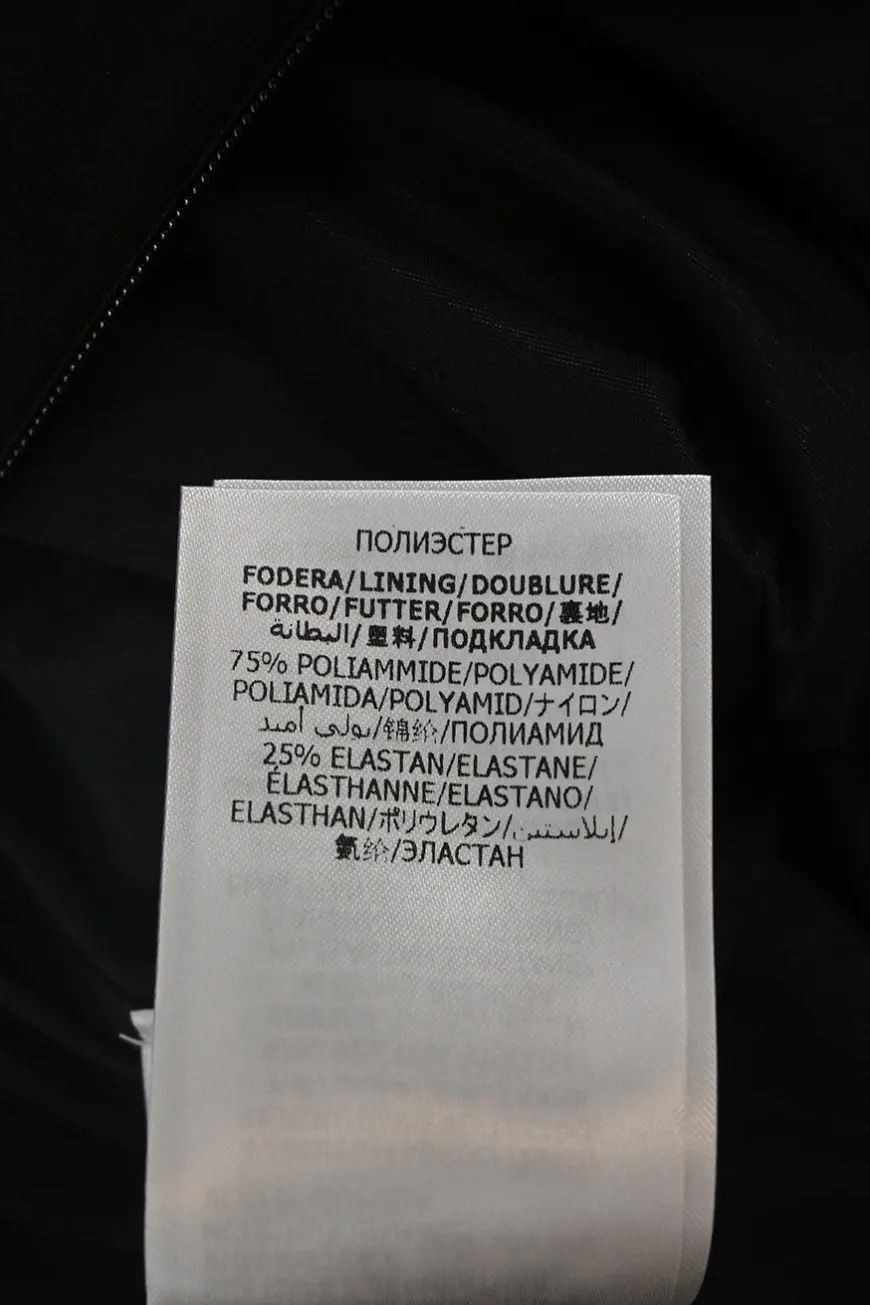 ПОЛИЭСТЕР
FODERA/LINING/DOUBLURE/
FORRO/FUTTER/FORRO/裏地/
البطانة/塑料/ПОДКЛАДКА
75% POLIAMMIDE/POLYAMIDE/
POLIAMIDA/POLYAMID/ナイロン/
بولي أميد/锦纶/ПОЛИАМИД
25% ELASTAN/ELASTANE/
ÉLASTHANNE/ELASTANO/
ELASTHAN/ポリウレタン/إيلاستين/
氨纶/ЭЛАСТАН